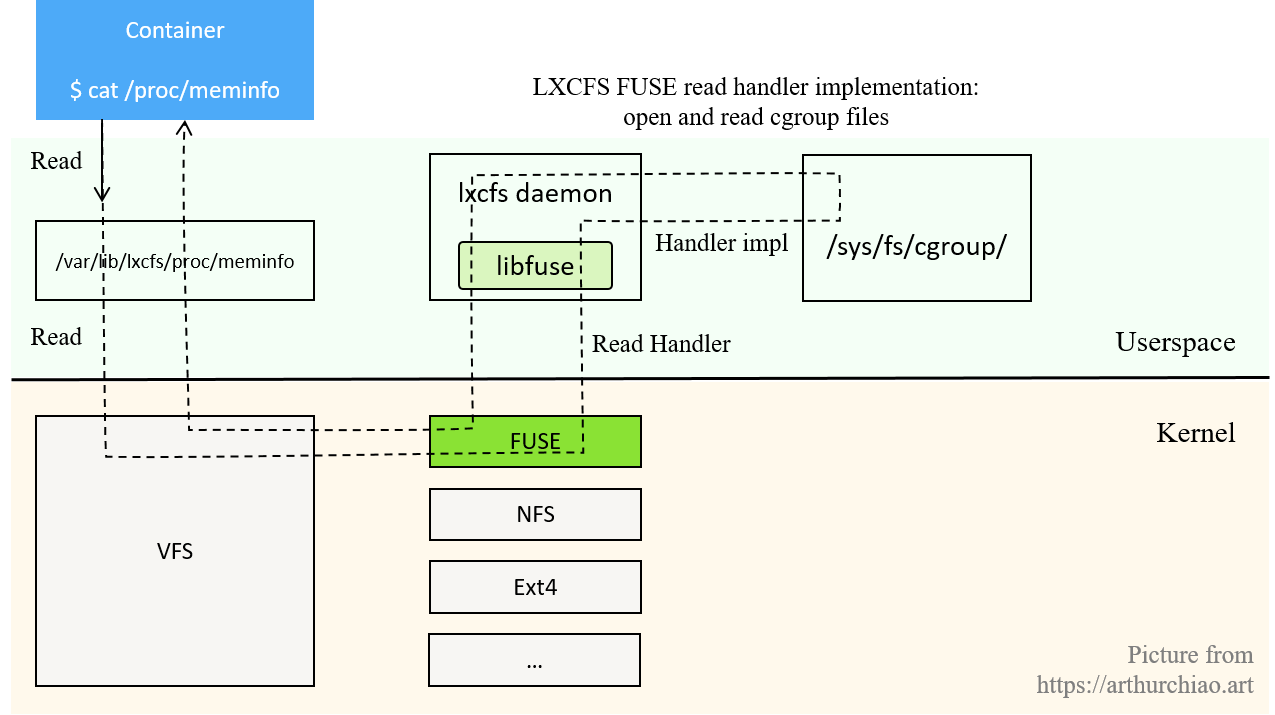 Container
$ cat /proc/meminfo
LXCFS FUSE read handler implementation:
open and read cgroup files
Read
lxcfs daemon
Handler impl
/sys/fs/cgroup/
/var/lib/lxcfs/proc/meminfo
libfuse
Read
Read Handler
Userspace
Kernel
FUSE
NFS
VFS
Ext4
...
Picture from
https://arthurchiao.art